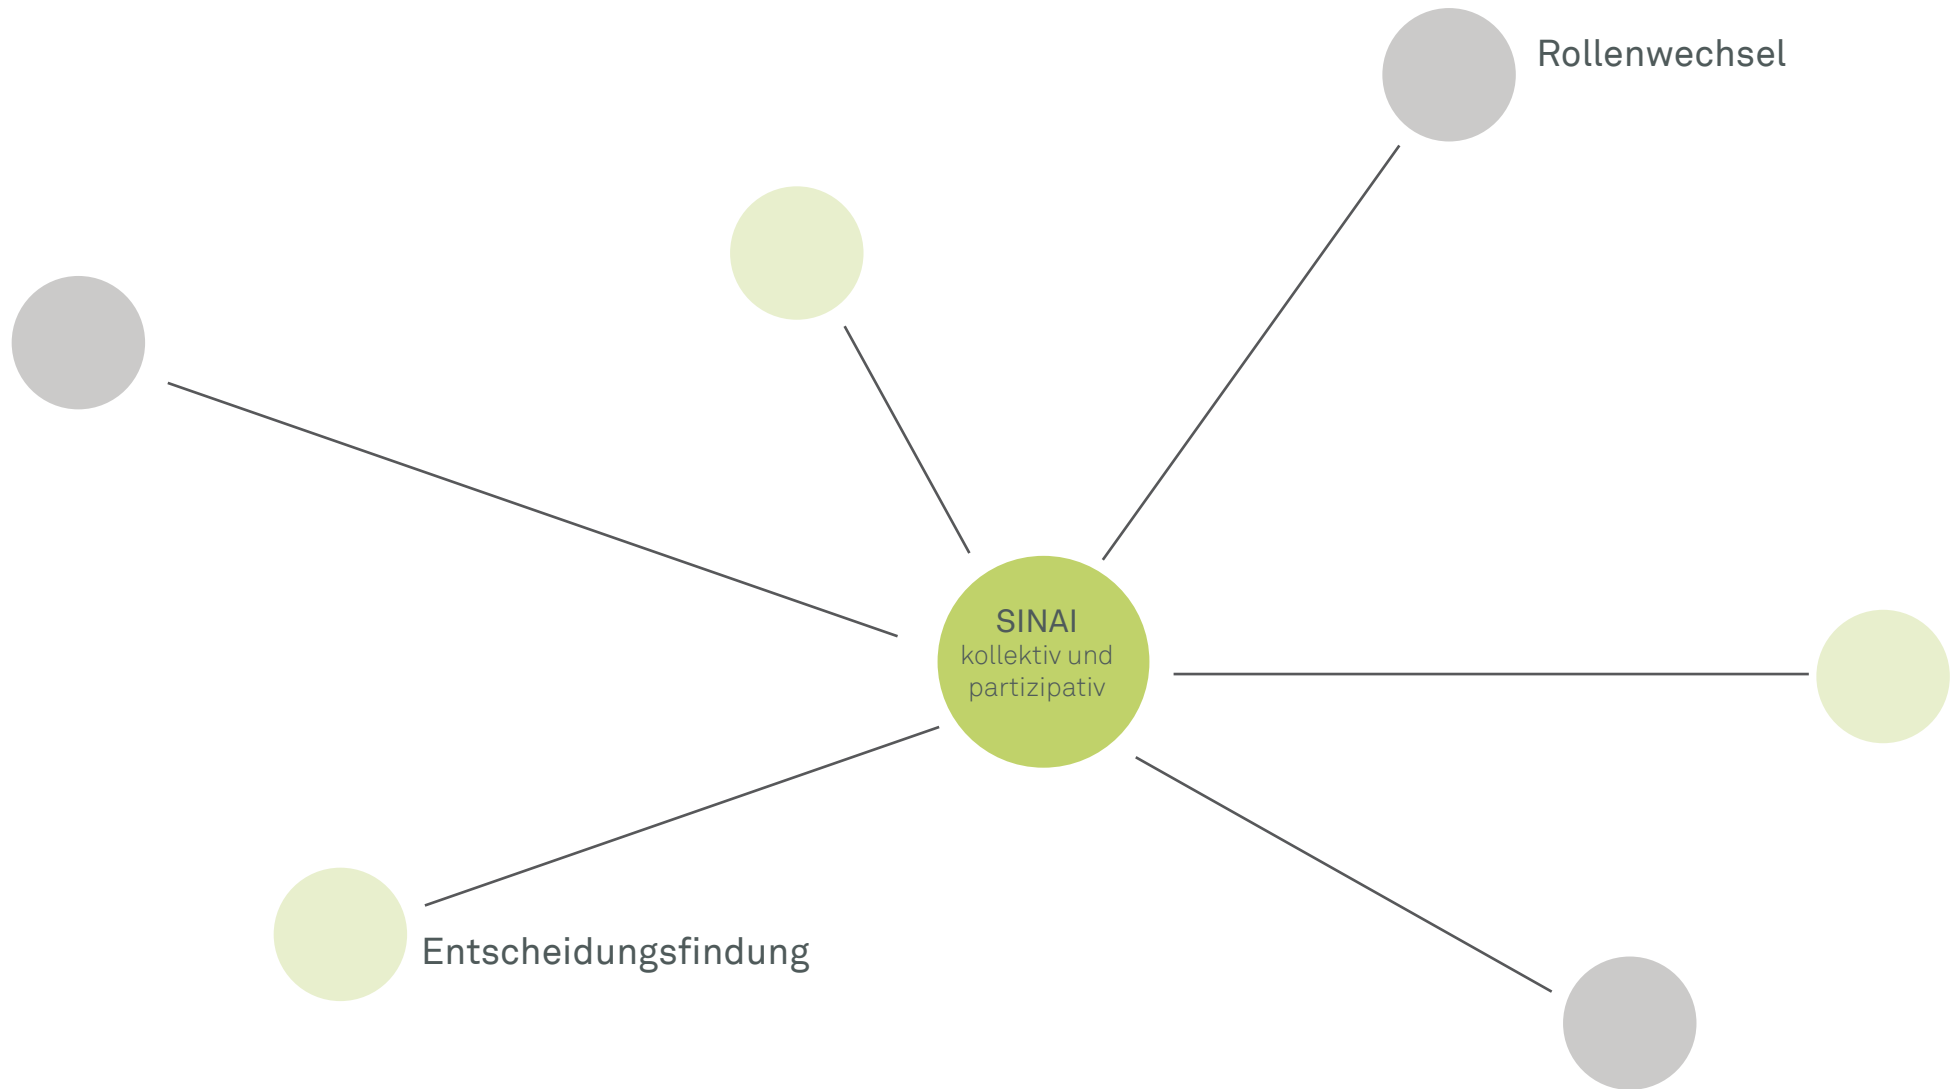 Rollenwechsel
SINAI
kollektiv und
partizipativ
Entscheidungsfindung